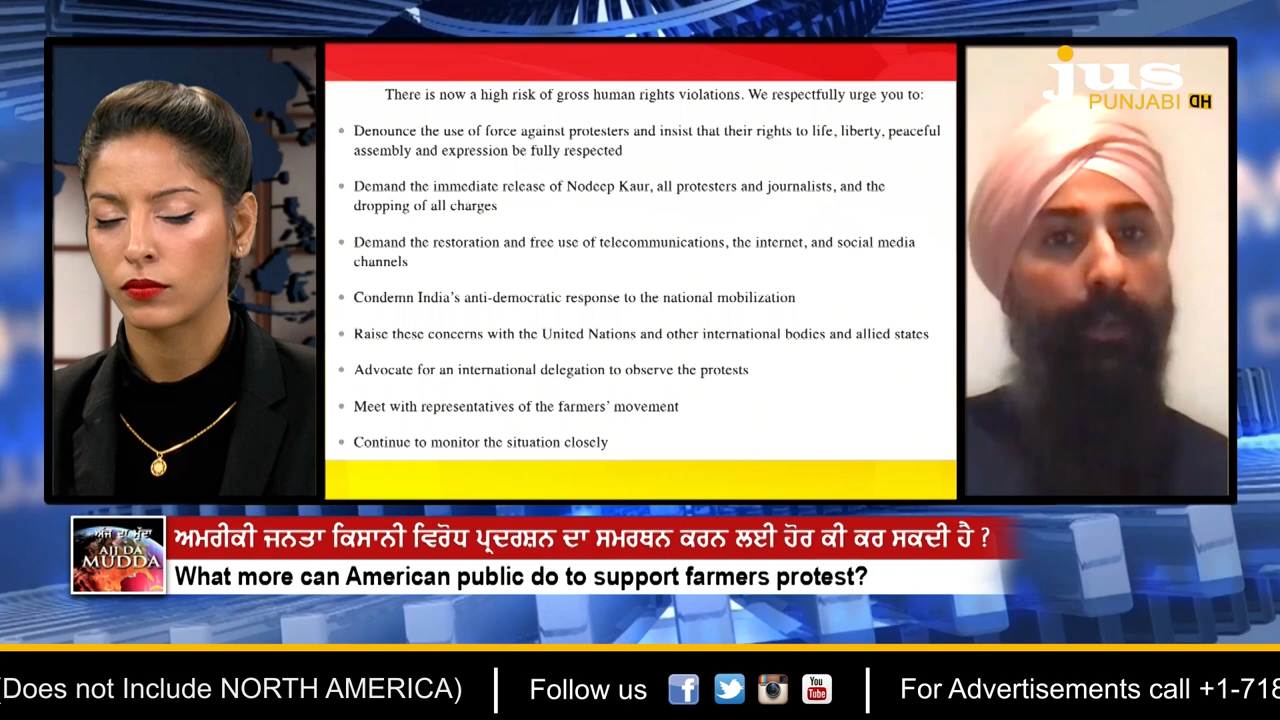 jus
PUNJABI HD
There is now a high risk of gross human rights violations. We respectfully urge you to:
• Denounce the use of force against protesters and insist that their rights to life, liberty, peaceful
assembly and expression be fully respected
• Demand the immediate release of Nodeep Kaur, all protesters and journalists, and the
dropping of all charges
• Demand the restoration and free use of telecommunications, the internet, and social media
channels
• Condemn India's anti-democratic response to the national mobilization
• Raise these concerns with the United Nations and other international bodies and allied states
• Advocate for an international delegation to observe the protests
• Meet with representatives of the farmers' movement
• Continue to monitor the situation closely
ਅੱਜ ਦਾ ਮੁੱਦਾ
AJJ DA
MUDDA
ਅਮਰੀਕੀ ਜਨਤਾ ਕਿਸਾਨੀ ਵਿਰੋਧ ਪ੍ਰਦਰਸ਼ਨ ਦਾ ਸਮਰਥਨ ਕਰਨ ਲਈ ਹੋਰ ਕੀ ਕਰ ਸਕਦੀ ਹੈ ?
What more can American public do to support farmers protest?
(Does not Include NORTH AMERICA) | Follow us You Tube | For Advertisements call +1-718